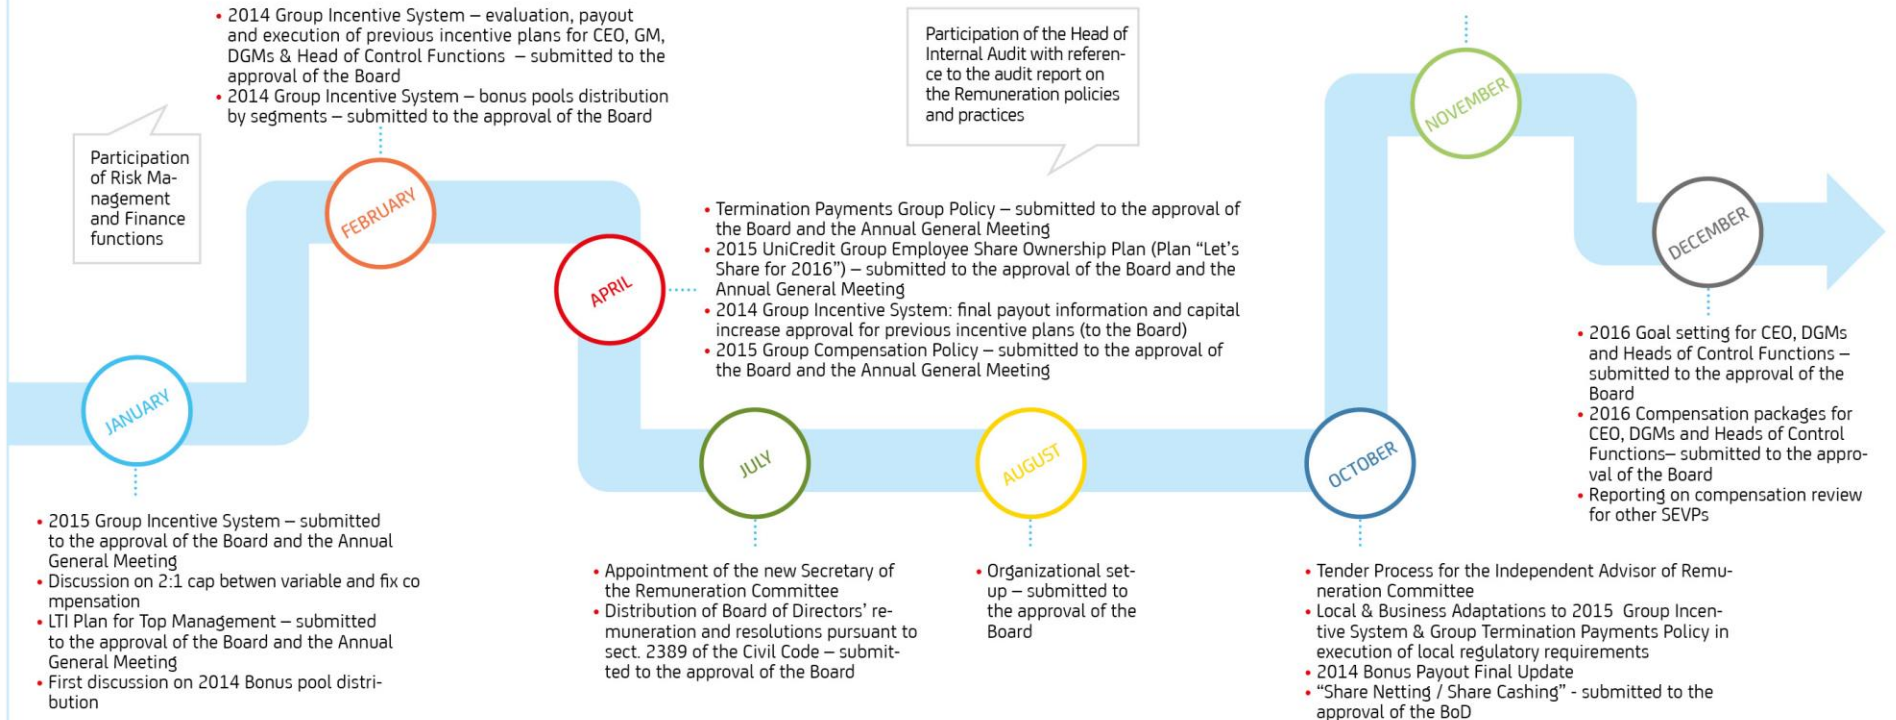 • 2014 Group Incentive System – evaluation, payout
and execution of previous incentive plans for CEO, GM,
DGMs & Head of Control Functions – submitted to the
approval of the Board
• 2014 Group Incentive System – bonus pools distribution
by segments – submitted to the approval of the Board
Participation
of Risk Ma-
nagement
and Finance
functions
Participation of the Head of
Internal Audit with referen-
ce to the audit report on
the Remuneration policies
and practices
JANUARY
• 2015 Group Incentive System – submitted
to the approval of the Board and the Annual
General Meeting
• Discussion on 2:1 cap betwen variable and fix co
mpensation
• LTI Plan for Top Management – submitted
to the approval of the Board and the Annual
General Meeting
• First discussion on 2014 Bonus pool distri-
bution
FEBRUARY
APRIL
• Termination Payments Group Policy – submitted to the approval of
the Board and the Annual General Meeting
• 2015 UniCredit Group Employee Share Ownership Plan (Plan “Let’s
Share for 2016”) – submitted to the approval of the Board and the
Annual General Meeting
• 2014 Group Incentive System: final payout information and capital
increase approval for previous incentive plans (to the Board)
• 2015 Group Compensation Policy – submitted to the approval of
the Board and the Annual General Meeting
JULY
• Appointment of the new Secretary of
the Remuneration Committee
• Distribution of Board of Directors’ re-
muneration and resolutions pursuant to
sect. 2389 of the Civil Code – submit-
ted to the approval of the Board
AUGUST
• Organizational set-
up – submitted to
the approval of the
Board
OCTOBER
• Tender Process for the Independent Advisor of Remu-
neration Committee
• Local & Business Adaptations to 2015 Group Incen-
tive System & Group Termination Payments Policy in
execution of local regulatory requirements
• 2014 Bonus Payout Final Update
• “Share Netting / Share Cashing” - submitted to the
approval of the BoD
NOVEMBER
DECEMBER
• 2016 Goal setting for CEO, DGMs
and Heads of Control Functions –
submitted to the approval of the
Board
• 2016 Compensation packages for
CEO, DGMs and Heads of Control
Functions– submitted to the appro-
val of the Board
• Reporting on compensation review
for other SEVPs